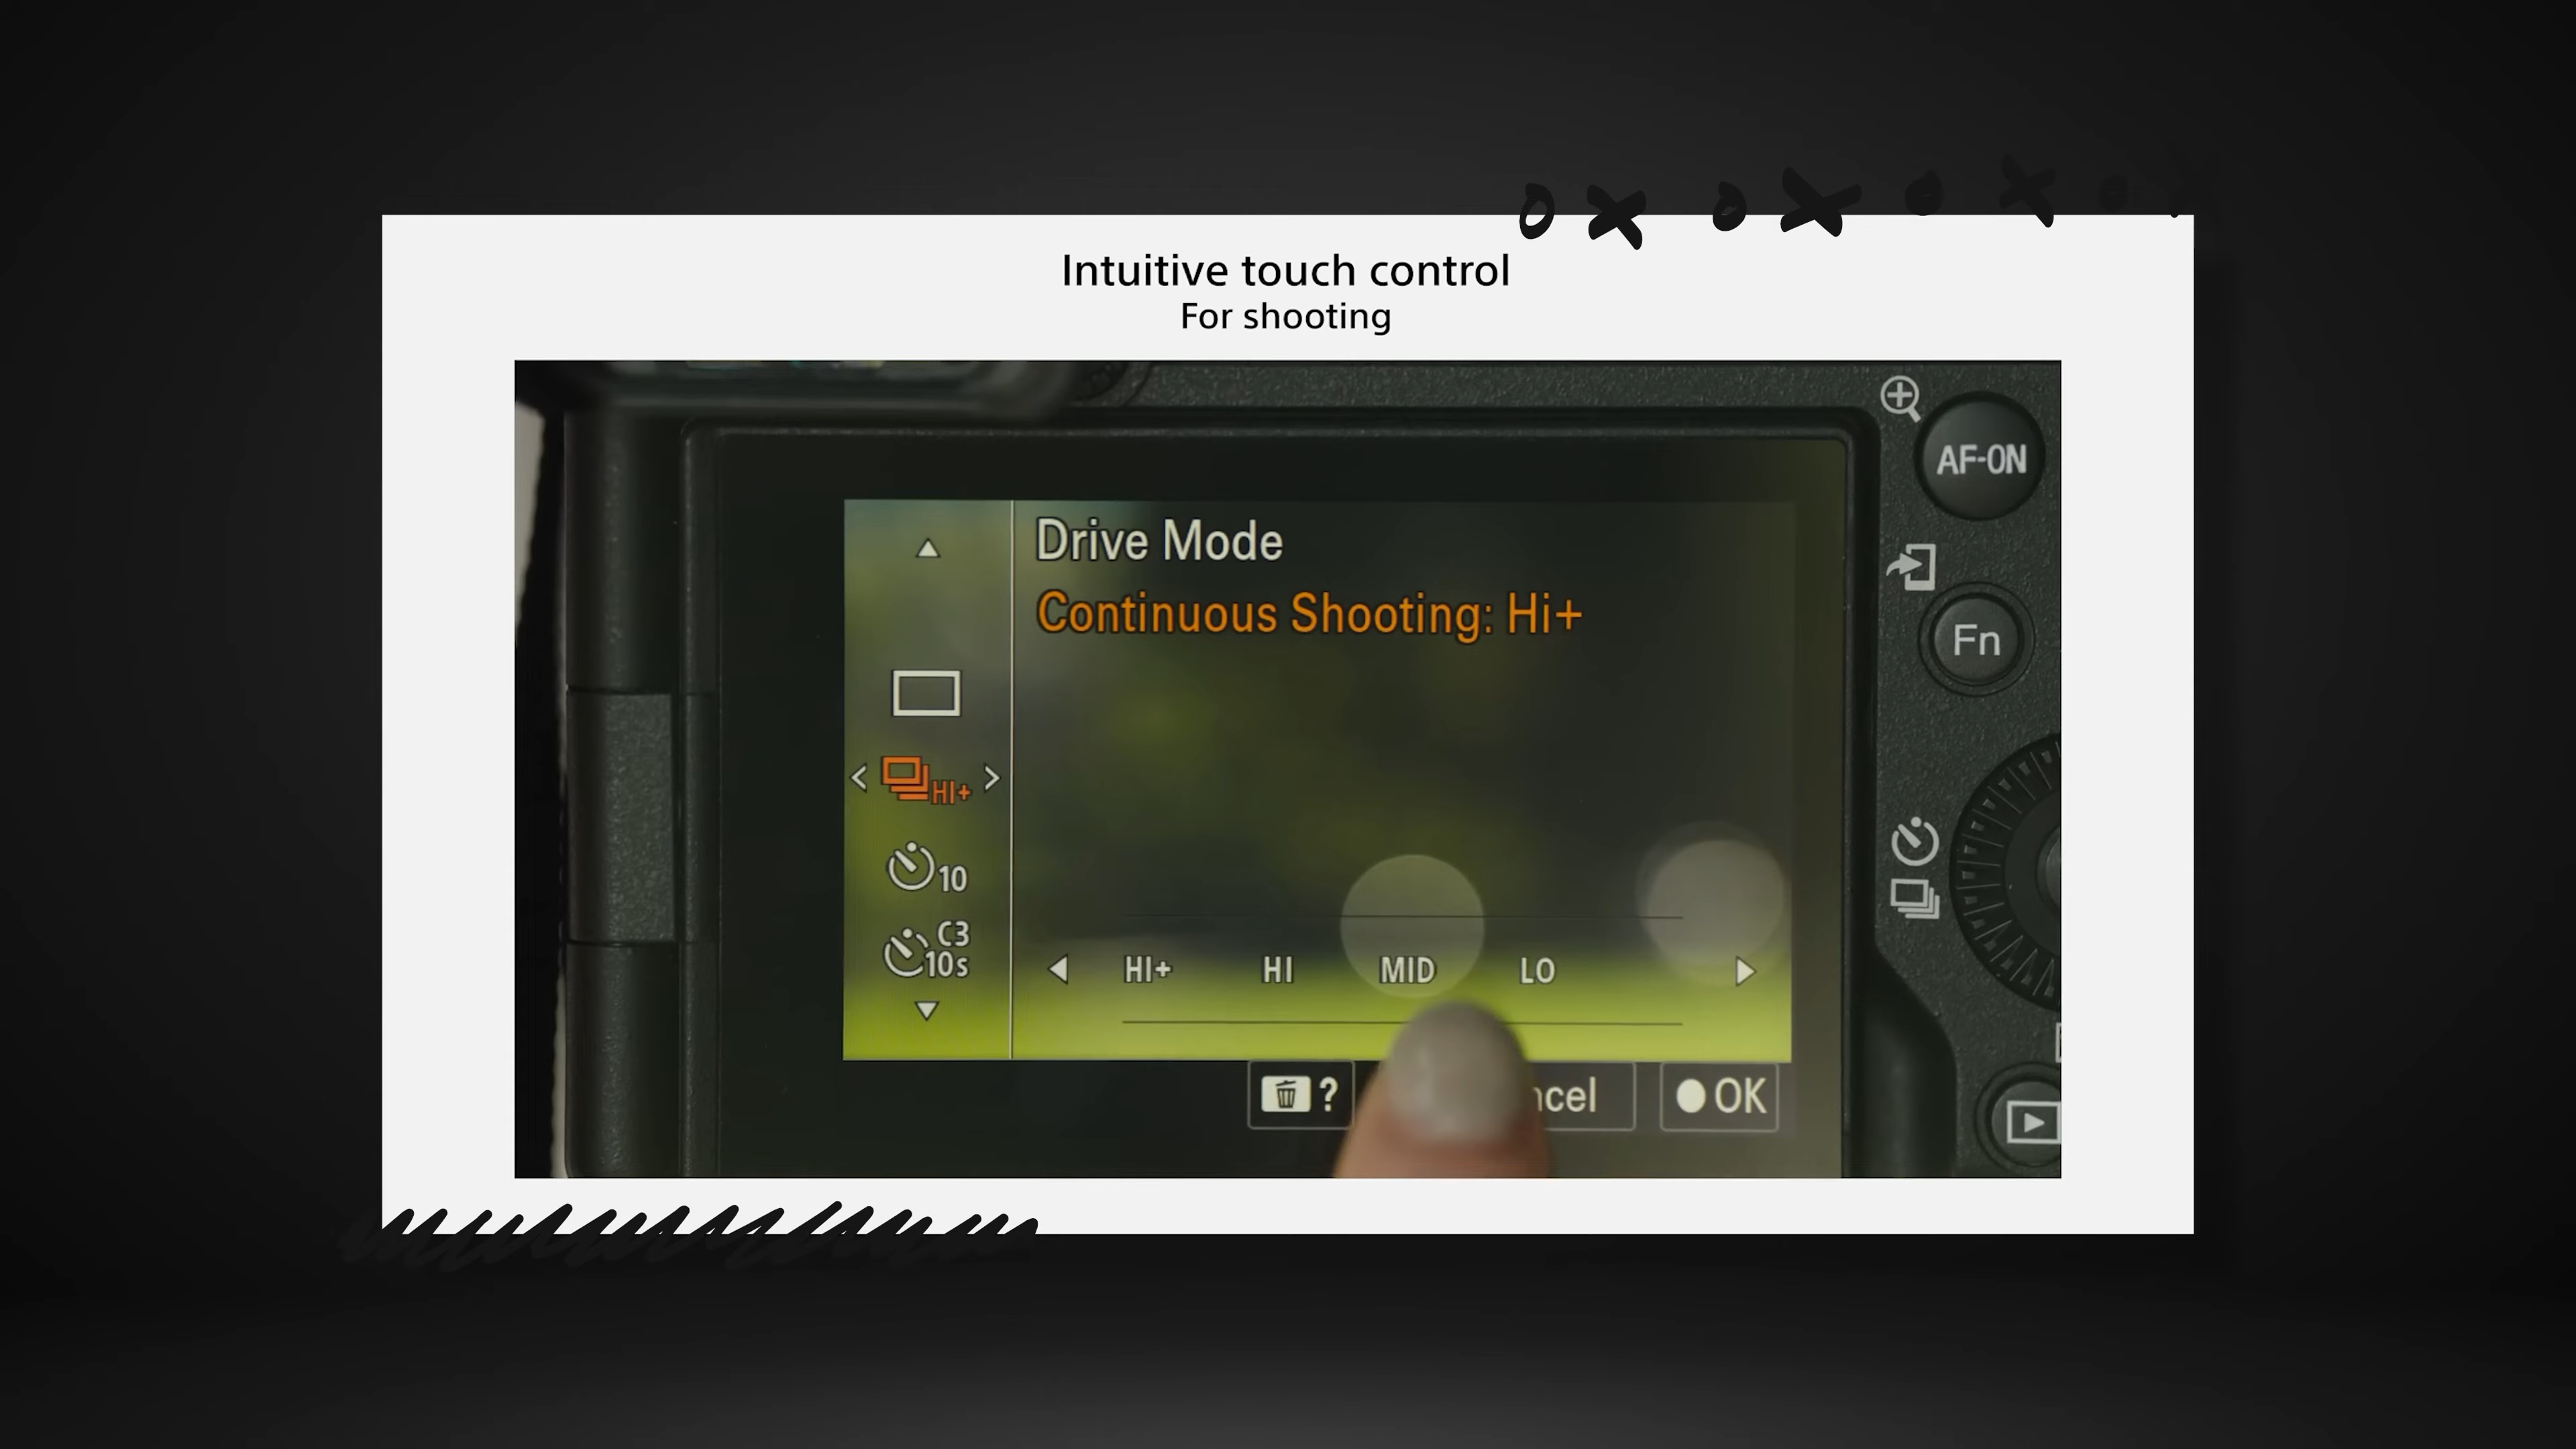 Intuitive touch control
For shooting
AF-ON
Drive Mode
Continuous Shooting: Hi+
Fn
HI+
10
C3
10s
HI+ HI MID LO
? ncel OK